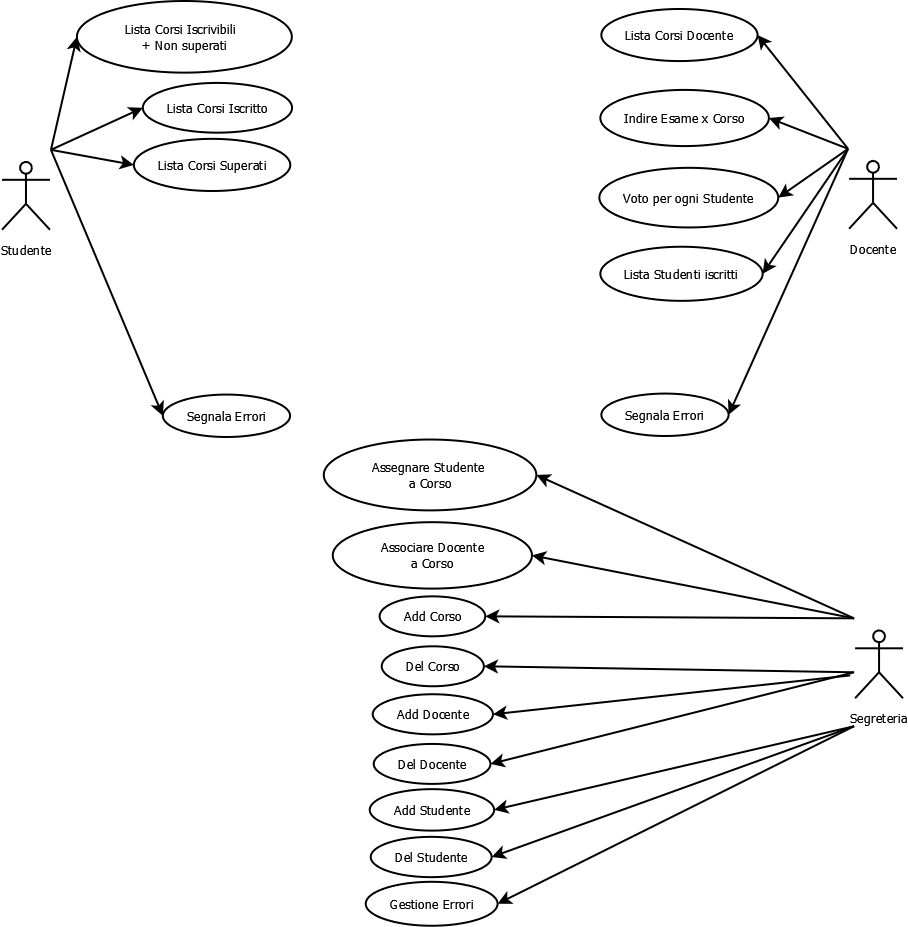 Lista Corsi Iscrivibili
+ Non superati
Lista Corsi Iscritto
Lista Corsi Superati
Studente
Segnala Errori
Lista Corsi Docente
Indire Esame x Corso
Voto per ogni Studente
Lista Studenti iscritti
Docente
Segnala Errori
Assegnare Studente
a Corso
Associare Docente
a Corso
Add Corso
Del Corso
Add Docente
Del Docente
Add Studente
Del Studente
Gestione Errori
Segreteria